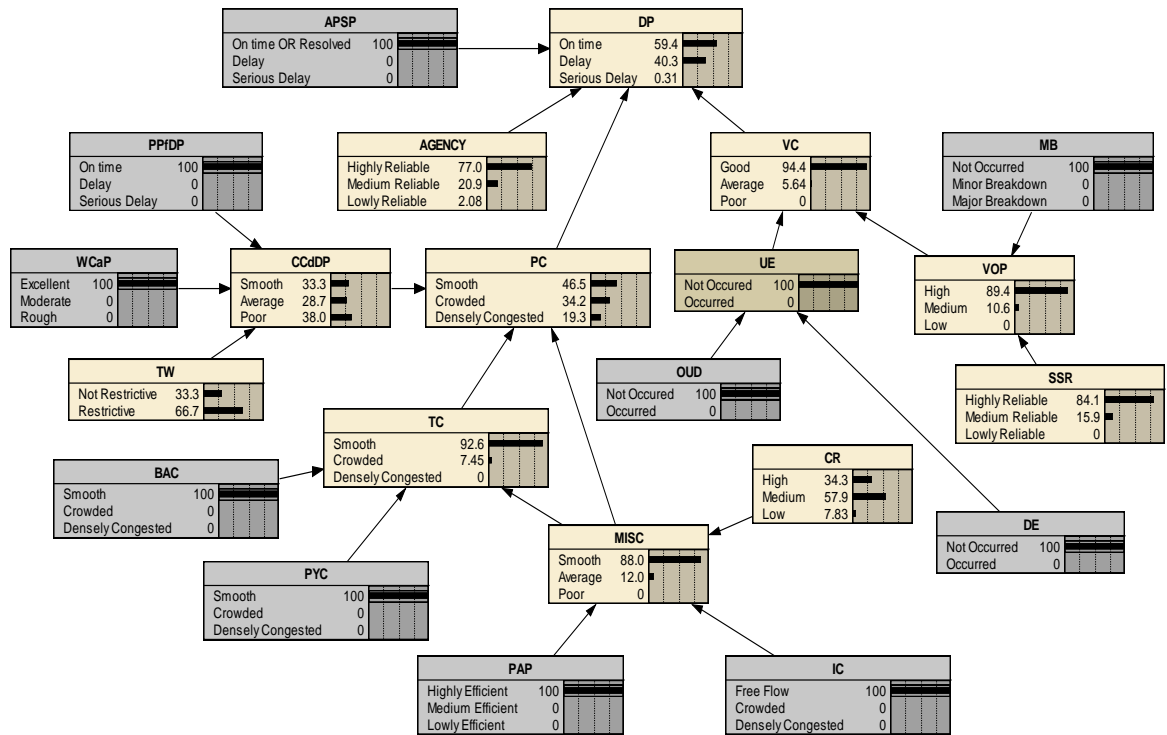 APSP
On time OR Resolved 100
Delay 0
Serious Delay 0
DP
On time 59.4
Delay 40.3
Serious Delay 0.31
PPfDP
On time 100
Delay 0
Serious Delay 0
AGENCY
Highly Reliable 77.0
Medium Reliable 20.9
Lowly Reliable 2.08
VC
Good 94.4
Average 5.64
Poor 0
MB
Not Occurred 100
Minor Breakdown 0
Major Breakdown 0
WCaP
Excellent 100
Moderate 0
Rough 0
CCdDP
Smooth 33.3
Average 28.7
Poor 38.0
PC
Smooth 46.5
Crowded 34.2
Densely Congested 19.3
UE
Not Occured 100
Occurred 0
VOP
High 89.4
Medium 10.6
Low 0
TW
Not Restrictive 33.3
Restrictive 66.7
OUD
Not Occured 100
Occurred 0
SSR
Highly Reliable 84.1
Medium Reliable 15.9
Lowly Reliable 0
TC
Smooth 92.6
Crowded 7.45
Densely Congested 0
BAC
Smooth 100
Crowded 0
Densely Congested 0
CR
High 34.3
Medium 57.9
Low 7.83
DE
Not Occurred 100
Occurred 0
MISC
Smooth 88.0
Average 12.0
Poor 0
PYC
Smooth 100
Crowded 0
Densely Congested 0
PAP
Highly Efficient 100
Medium Efficient 0
Lowly Efficient 0
IC
Free Flow 100
Crowded 0
Densely Congested 0